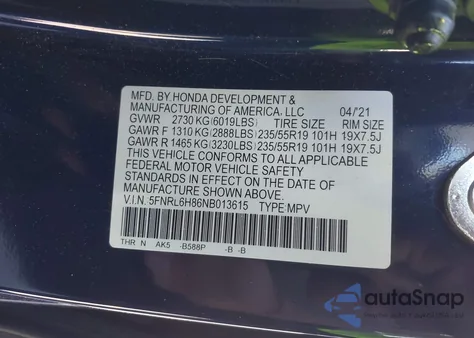 MFD. BY HONDA DEVELOPMENT &
MANUFACTURING OF AMERICA, LLC 04/'21
GVWR 2730 KG (6019LBS) TIRE SIZE RIM SIZE
GAWR F 1310 KG (2888LBS) 235/55R19 101H 19X7.5J
GAWR R 1465 KG (3230LBS) 235/55R19 101H 19X7.5J
THIS VEHICLE CONFORMS TO ALL APPLICABLE
FEDERAL MOTOR VEHICLE SAFETY
STANDARDS IN EFFECT ON THE DATE OF
MANUFACTURE SHOWN ABOVE.
V.I.N. 5FNRL6H86NB013615 TYPE:MPV
THR N AK5 -B588P -B -B
autoSnap